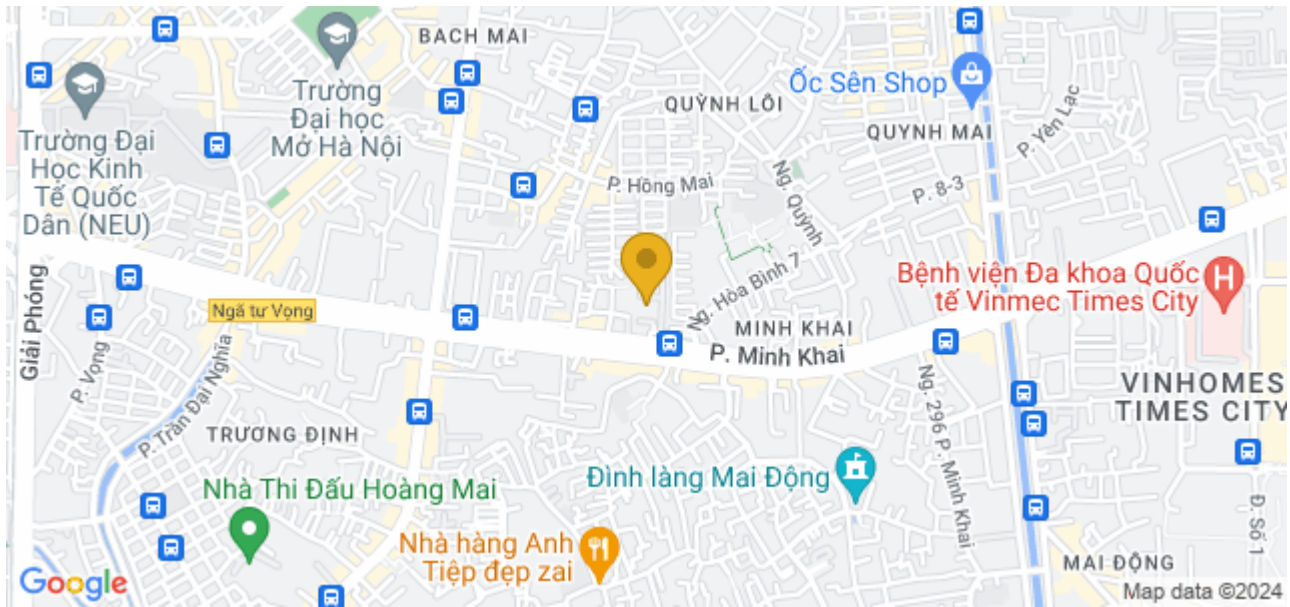 BACH MAI
Trường
Đại học
Mở Hà Nội
Trường Đại
Học Kinh
Tế Quốc
Dân (NEU)
QUỲNH LÔI
Ốc Sên Shop
QUYNH MAI
P. Yên Lạc
P. Hồng Mai
Ng. Quỳnh
P. 8-3
Ng. Hòa Bình 7
Bệnh viện Đa khoa Quốc
tế Vinmec Times City
Giải Phóng
Ngã tư Vọng
P. Vọng
MINH KHAI
P. Minh Khai
P. Trần Đại Nghĩa
Ng. 296 P. Minh Khai
VINHOMES
TIMES CITY
TRƯƠNG ĐỊNH
Đình làng Mai Động
Nhà Thi Đấu Hoàng Mai
Nhà hàng Anh
Tiệp đẹp zai
Đ. Số 1
MAI ĐỘNG
Google
Map data ©2024